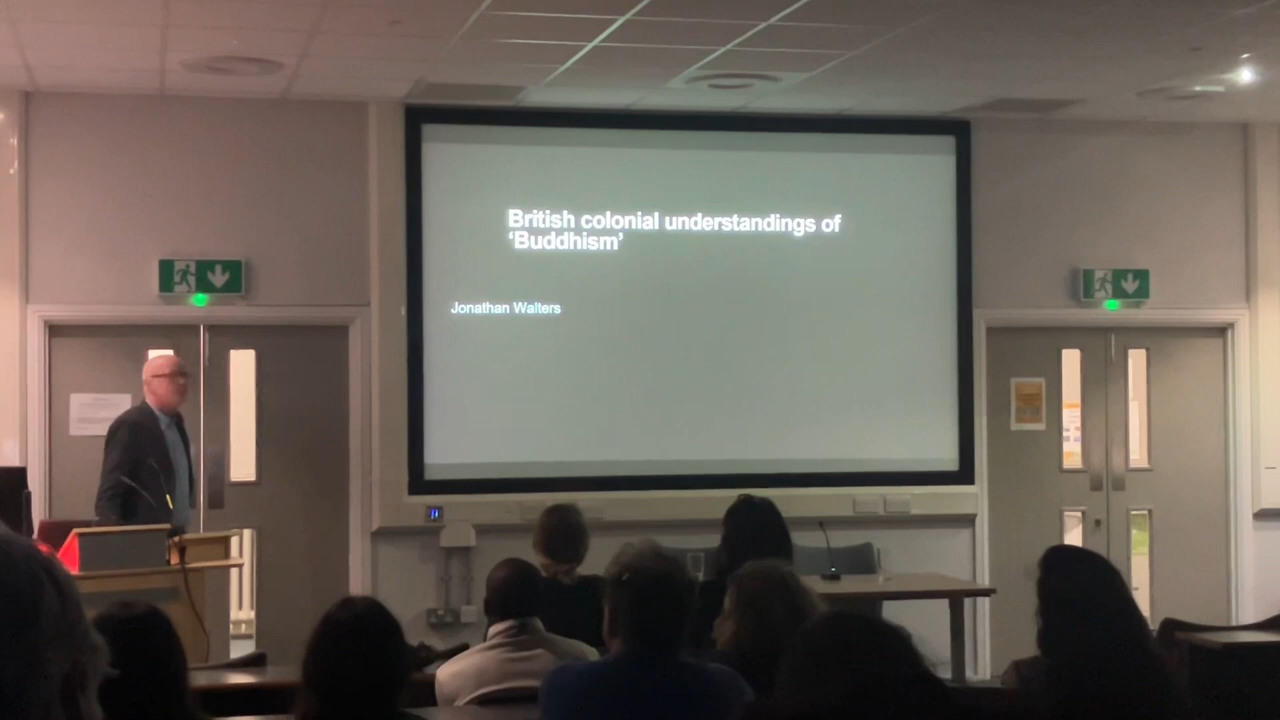 British colonial understandings of
‘Buddhism’
Jonathan Walters